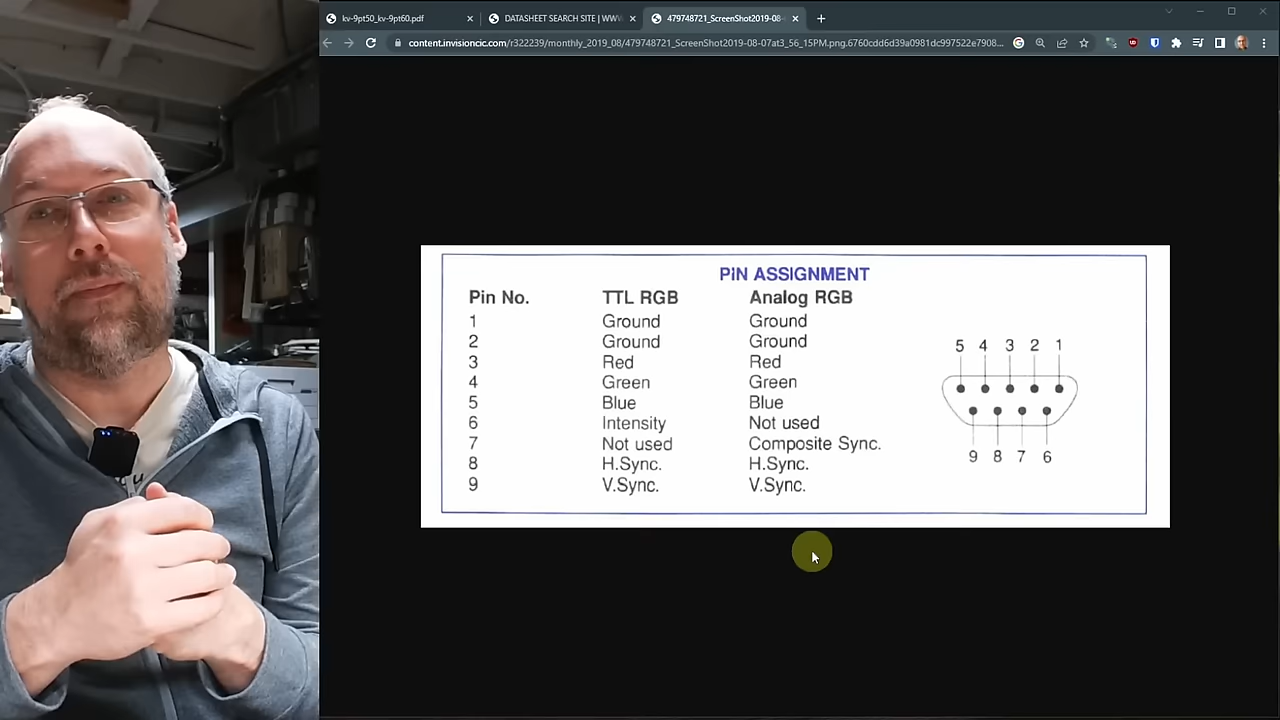 kv-9pt50_kv-9pt60.pdf
DATASHEET SEARCH SITE | WWW
479748721_ScreenShot2019-08-
content.invisioncic.com/r322239/monthly_2019_08/479748721_ScreenShot2019-08-07at3_56_15PM.png.6760cdd6d39a0981dc997522e7908...
PIN ASSIGNMENT
Pin No. TTL RGB Analog RGB
1 Ground Ground
2 Ground Ground
3 Red Red
4 Green Green
5 Blue Blue
6 Intensity Not used
7 Not used Composite Sync.
8 H.Sync. H.Sync.
9 V.Sync. V.Sync.
5 4 3 2 1
9 8 7 6